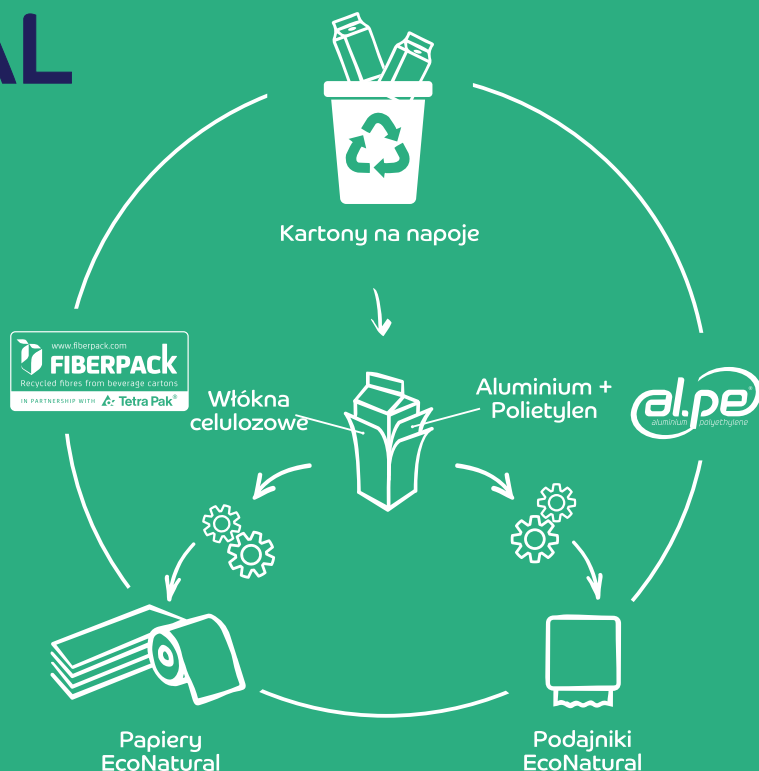 AL
Kartony na napoje
www.fiberpack.com
FIBERPACK
Recycled fibres from beverage cartons
IN PARTNERSHIP WITH Tetra Pak®
Włókna
celulozowe
Aluminium +
Polietylen
al.pe®
aluminium polyethylene
Papiery
EcoNatural
Podajniki
EcoNatural